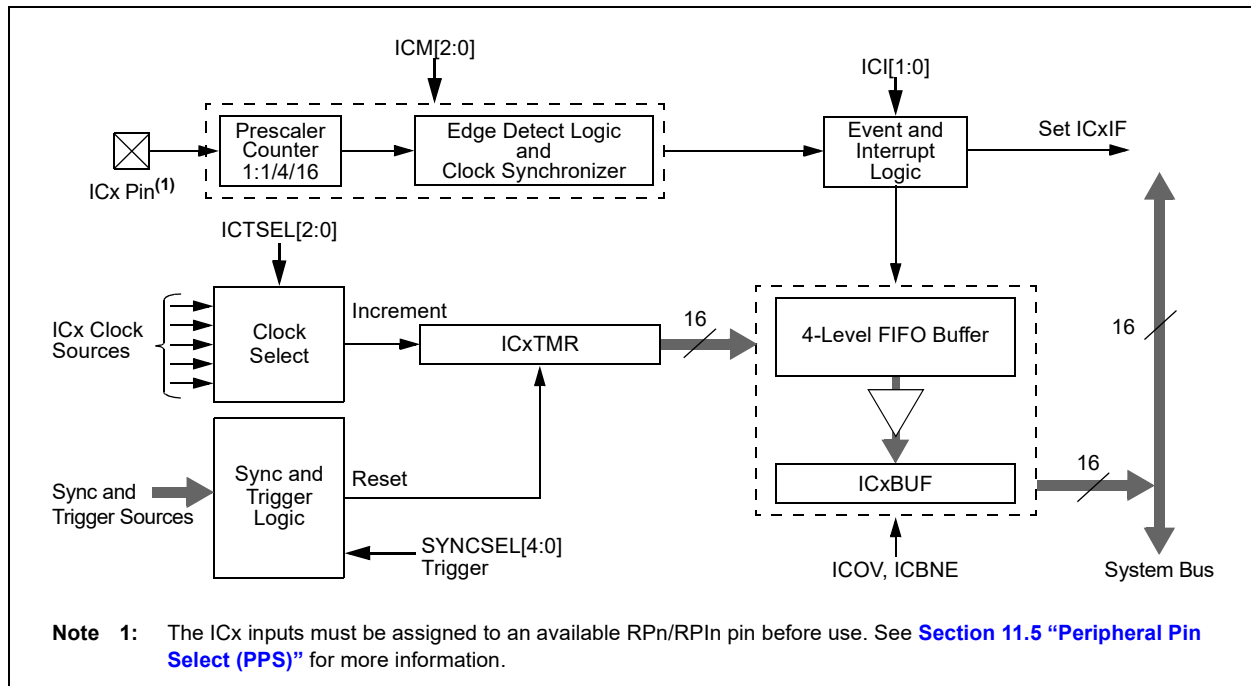 ICM[2:0]
ICI[1:0]
Prescaler
Counter
1:1/4/16
Edge Detect Logic
and
Clock Synchronizer
Event and
Interrupt
Logic
Set ICxIF
ICx Pin(1)
ICTSEL[2:0]
ICx Clock
Sources
Clock
Select
Increment
ICxTMR
16
4-Level FIFO Buffer
16
Sync and
Trigger Sources
Sync and
Trigger
Logic
Reset
ICxBUF
16
SYNCSEL[4:0]
Trigger
ICOV, ICBNE
System Bus
Note 1: The ICx inputs must be assigned to an available RPn/RPIn pin before use. See Section 11.5 “Peripheral Pin
Select (PPS)” for more information.